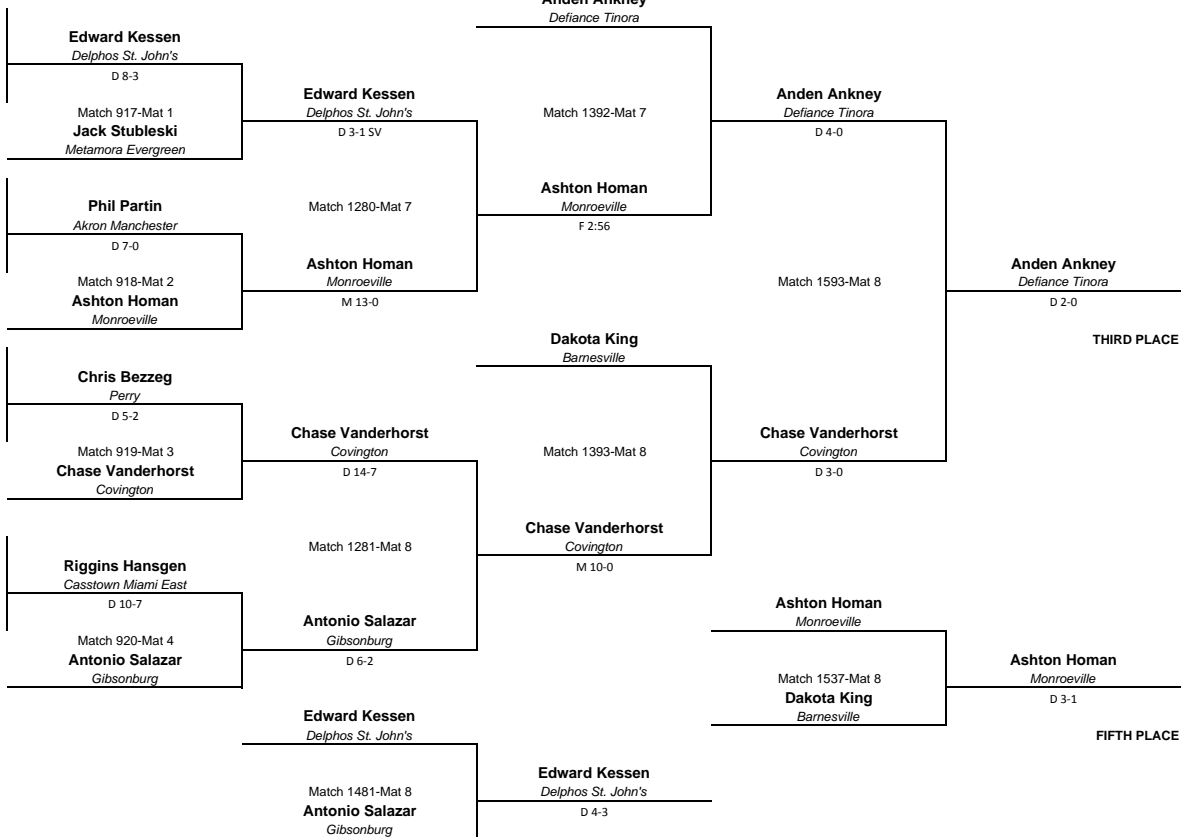 Anden Ankney
Defiance Tinora
Edward Kessen
Delphos St. John's
D 8-3
Match 917-Mat 1
Jack Stubleski
Metamora Evergreen
Edward Kessen
Delphos St. John's
D 3-1 SV
Match 1392-Mat 7
Anden Ankney
Defiance Tinora
D 4-0
Phil Partin
Akron Manchester
D 7-0
Match 918-Mat 2
Ashton Homan
Monroeville
Match 1280-Mat 7
Ashton Homan
Monroeville
F 2:56
Ashton Homan
Monroeville
M 13-0
Match 1593-Mat 8
Anden Ankney
Defiance Tinora
D 2-0
THIRD PLACE
Chris Bezzeg
Perry
D 5-2
Match 919-Mat 3
Chase Vanderhorst
Covington
Dakota King
Barnesville
Chase Vanderhorst
Covington
D 14-7
Match 1393-Mat 8
Chase Vanderhorst
Covington
D 3-0
Riggins Hansgen
Casstown Miami East
D 10-7
Match 920-Mat 4
Antonio Salazar
Gibsonburg
Match 1281-Mat 8
Chase Vanderhorst
Covington
M 10-0
Antonio Salazar
Gibsonburg
D 6-2
Ashton Homan
Monroeville
Match 1537-Mat 8
Dakota King
Barnesville
Ashton Homan
Monroeville
D 3-1
FIFTH PLACE
Edward Kessen
Delphos St. John's
Match 1481-Mat 8
Antonio Salazar
Gibsonburg
Edward Kessen
Delphos St. John's
D 4-3